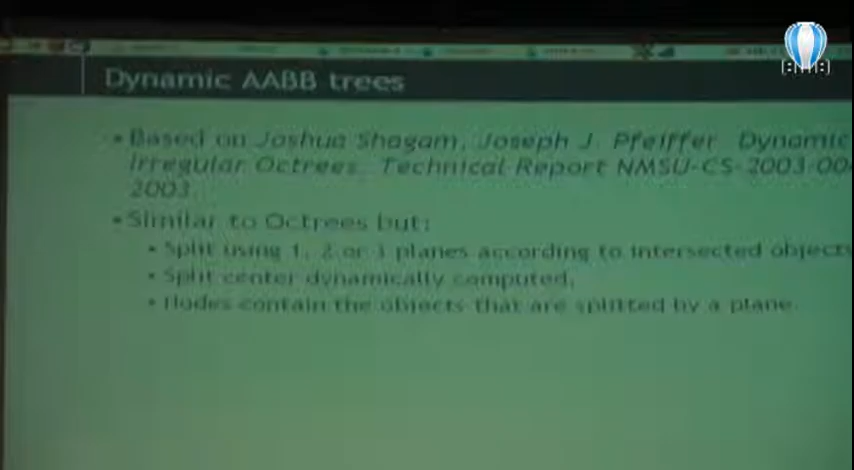 Dynamic AABB trees
• Based on Joshua Shagam, Joseph J. Pfeiffer. Dynamic
Irregular Octrees. Technical Report NMSU-CS-2003-00
2003
• Similar to Octrees but:
• Split using 1, 2 or 3 planes according to intersected objects
• Split center dynamically computed.
• Nodes contain the objects that are splitted by a plane.